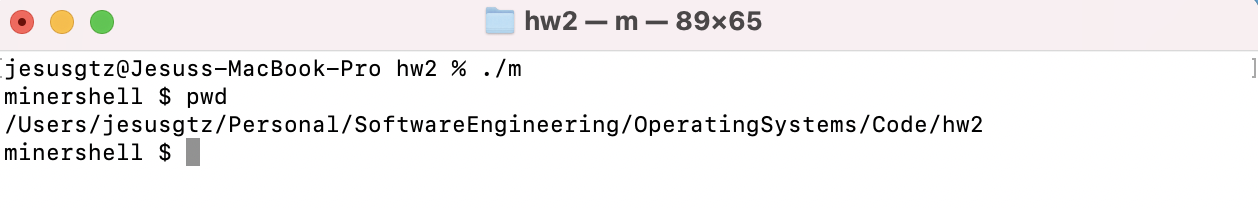 hw2 — m — 89×65
jesusgtz@Jesuss-MacBook-Pro hw2 % ./m
minershell $ pwd
/Users/jesusgtz/Personal/SoftwareEngineering/OperatingSystems/Code/hw2
minershell $